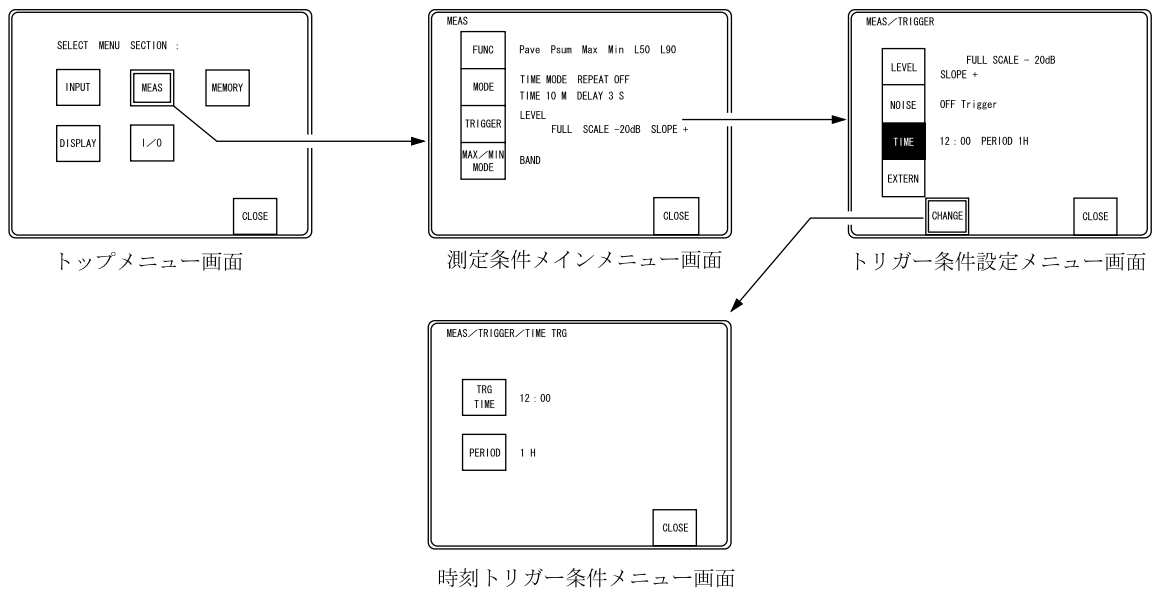 SELECT MENU SECTION :
INPUT
MEAS
MEMORY
DISPLAY
I／O
CLOSE
トップメニュー画面
MEAS
FUNC
Pave Psum Max Min L50 L90
MODE
TIME MODE REPEAT OFF
TIME 10 M DELAY 3 S
TRIGGER
LEVEL
FULL SCALE -20dB SLOPE +
MAX／MIN
MODE
BAND
CLOSE
測定条件メインメニュー画面
MEAS／TRIGGER
LEVEL
FULL SCALE - 20dB
SLOPE +
NOISE
OFF Trigger
TIME
12 : 00 PERIOD 1H
EXTERN
CHANGE
CLOSE
トリガー条件設定メニュー画面
MEAS／TRIGGER／TIME TRG
TRG
TIME
12 : 00
PERIOD
1 H
CLOSE
時刻トリガー条件メニュー画面